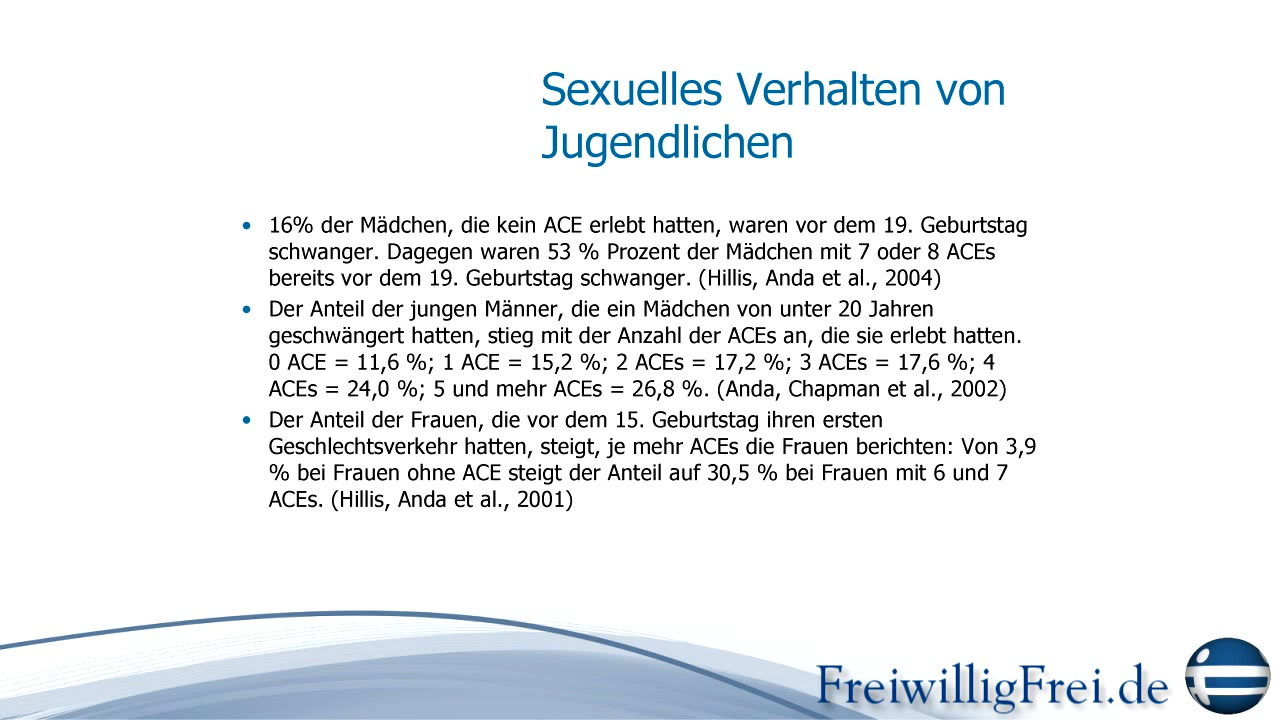 Sexuelles Verhalten von
Jugendlichen
• 16% der Mädchen, die kein ACE erlebt hatten, waren vor dem 19. Geburtstag
schwanger. Dagegen waren 53 % Prozent der Mädchen mit 7 oder 8 ACEs
bereits vor dem 19. Geburtstag schwanger. (Hillis, Anda et al., 2004)
• Der Anteil der jungen Männer, die ein Mädchen von unter 20 Jahren
geschwängert hatten, stieg mit der Anzahl der ACEs an, die sie erlebt hatten.
0 ACE = 11,6 %; 1 ACE = 15,2 %; 2 ACEs = 17,2 %; 3 ACEs = 17,6 %; 4
ACEs = 24,0 %; 5 und mehr ACEs = 26,8 %. (Anda, Chapman et al., 2002)
• Der Anteil der Frauen, die vor dem 15. Geburtstag ihren ersten
Geschlechtsverkehr hatten, steigt, je mehr ACEs die Frauen berichten: Von 3,9
% bei Frauen ohne ACE steigt der Anteil auf 30,5 % bei Frauen mit 6 und 7
ACEs. (Hillis, Anda et al., 2001)
FreiwilligFrei.de